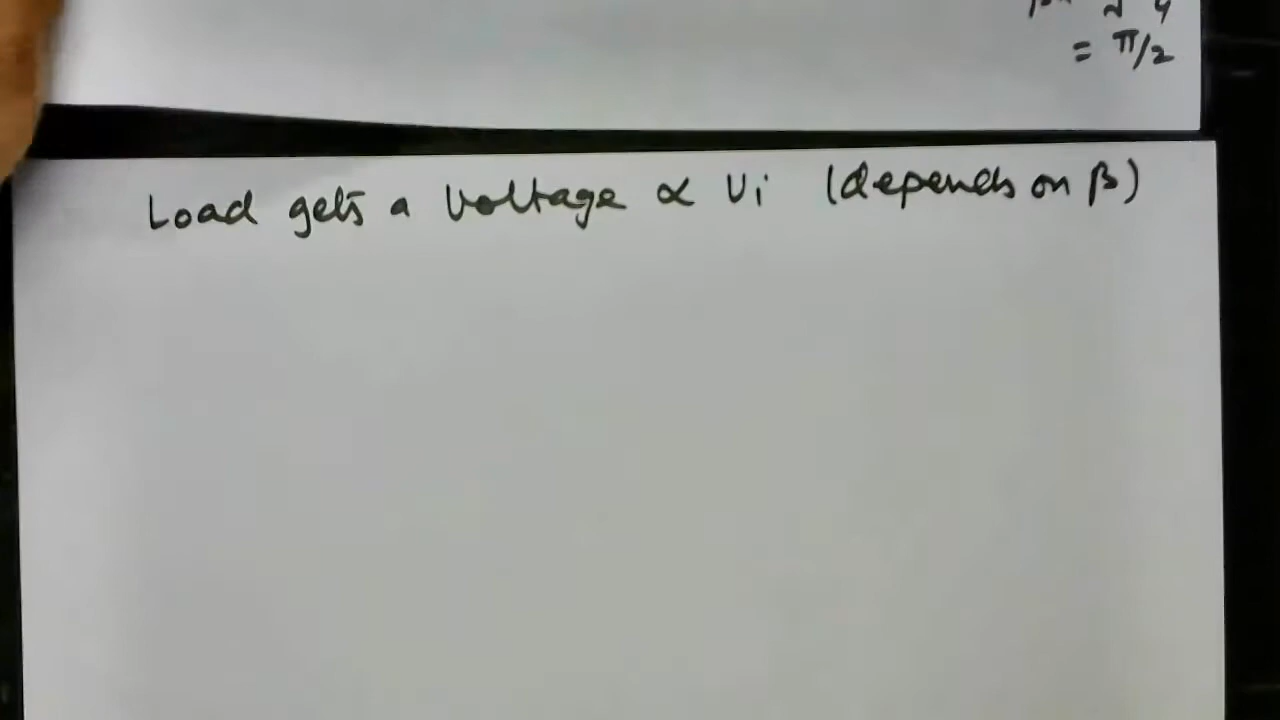 = π/2
Load gets a voltage ∝ Vi (depends on β)